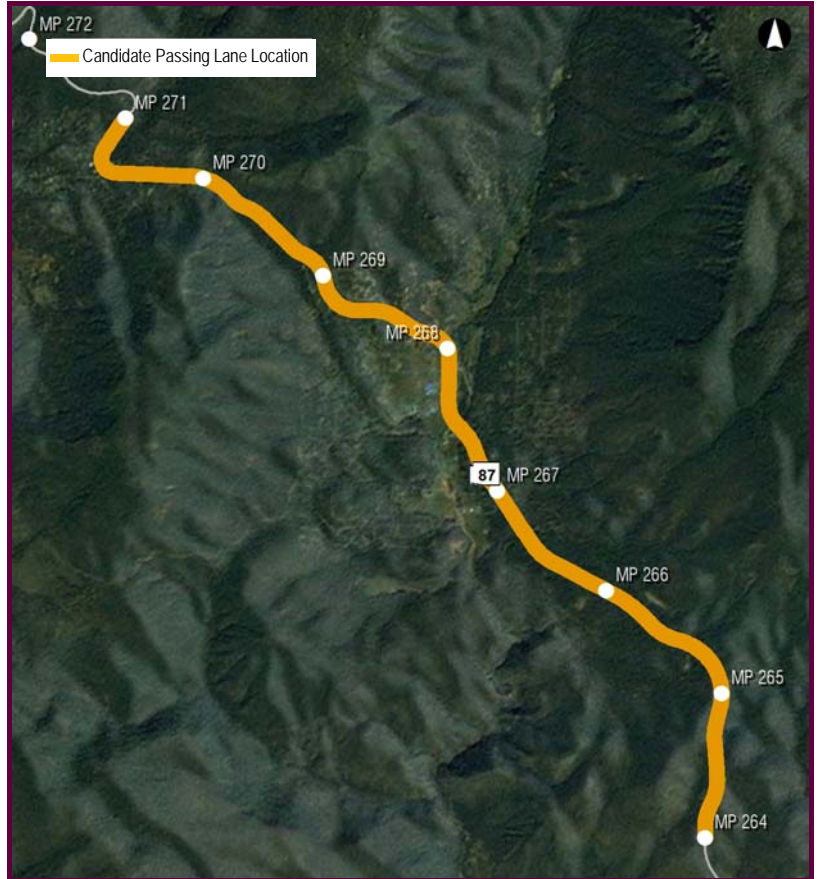 MP 272
Candidate Passing Lane Location
MP 271
MP 270
MP 269
MP 268
87
MP 267
MP 266
MP 265
MP 264